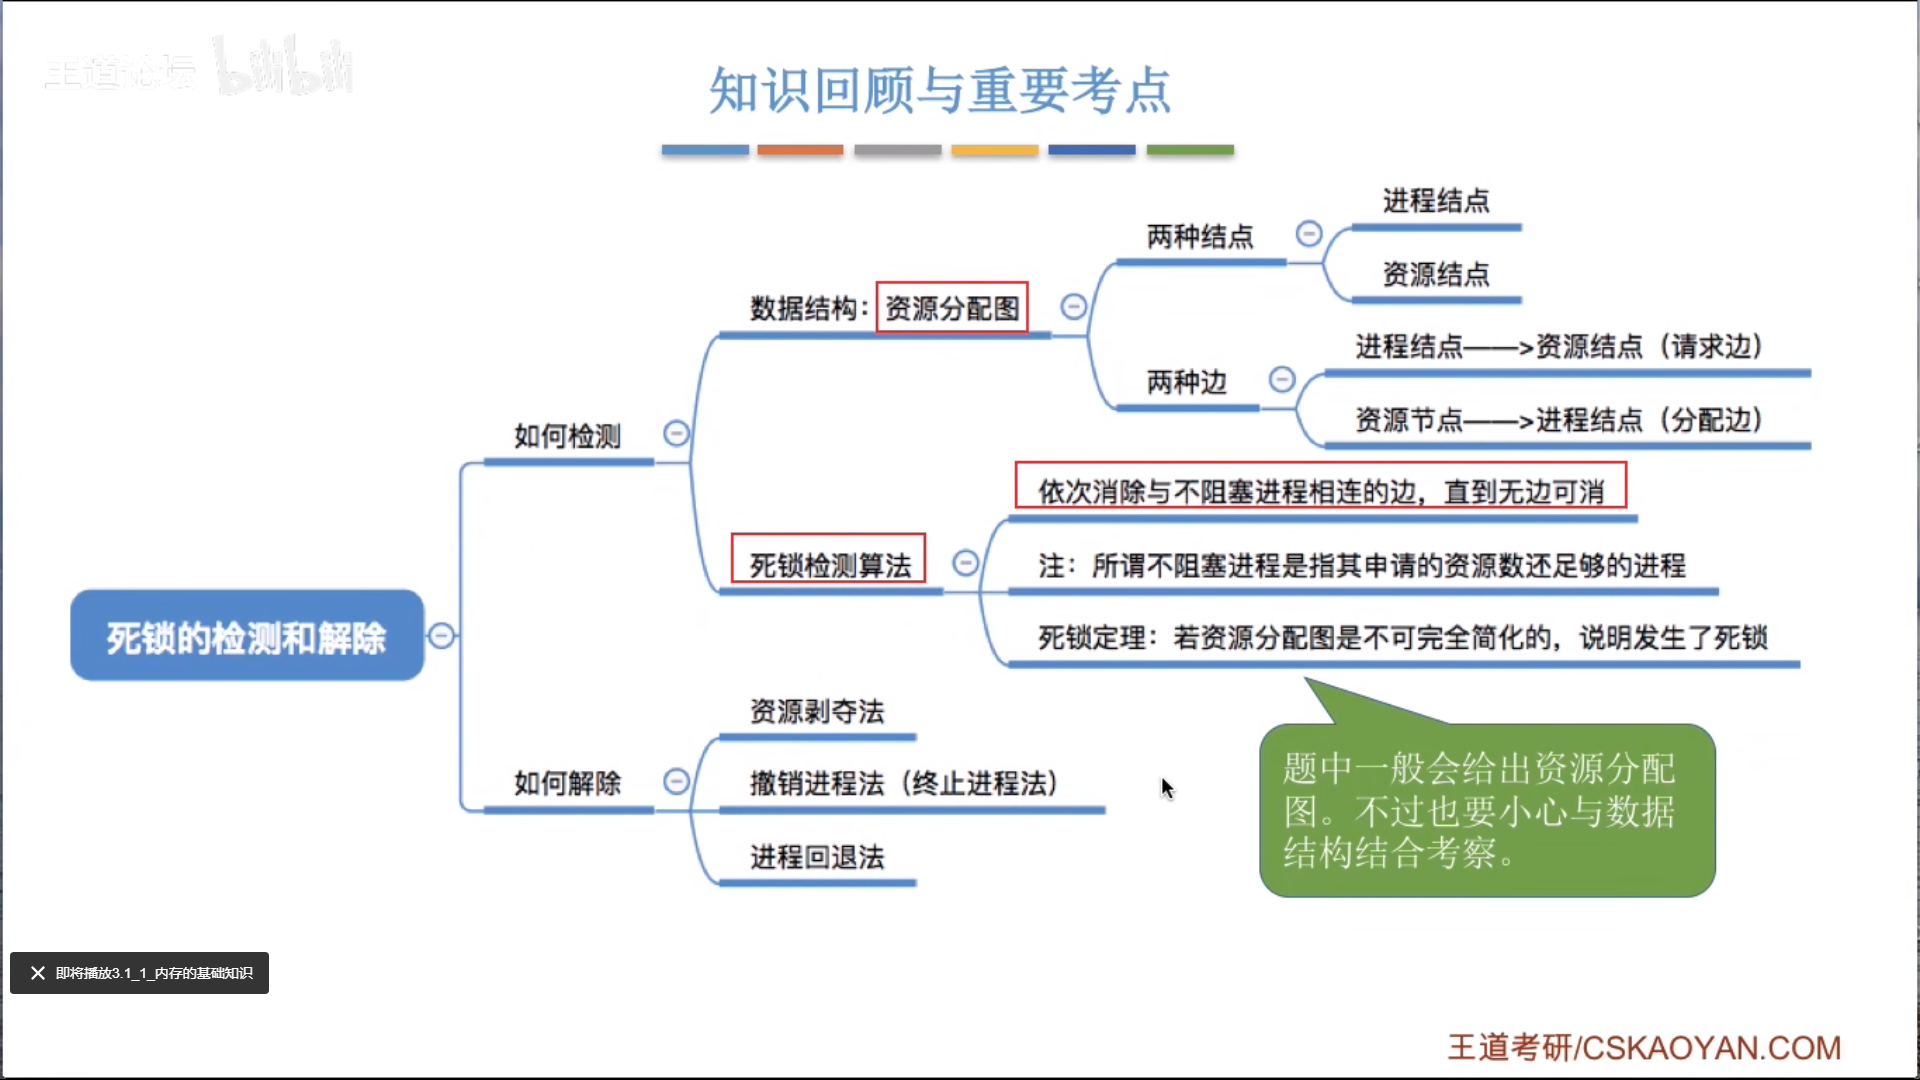 王道论坛 bilibili
知识回顾与重要考点
死锁的检测和解除
如何检测
数据结构：资源分配图
两种结点
进程结点
资源结点
两种边
进程结点——>资源结点（请求边）
资源节点——>进程结点（分配边）
死锁检测算法
依次消除与不阻塞进程相连的边，直到无边可消
注：所谓不阻塞进程是指其申请的资源数还足够的进程
死锁定理：若资源分配图是不可完全简化的，说明发生了死锁
题中一般会给出资源分配
图。不过也要小心与数据
结构结合考察。
如何解除
资源剥夺法
撤销进程法（终止进程法）
进程回退法
即将播放3.1_1_内存的基础知识
王道考研/CSKAOYAN.COM